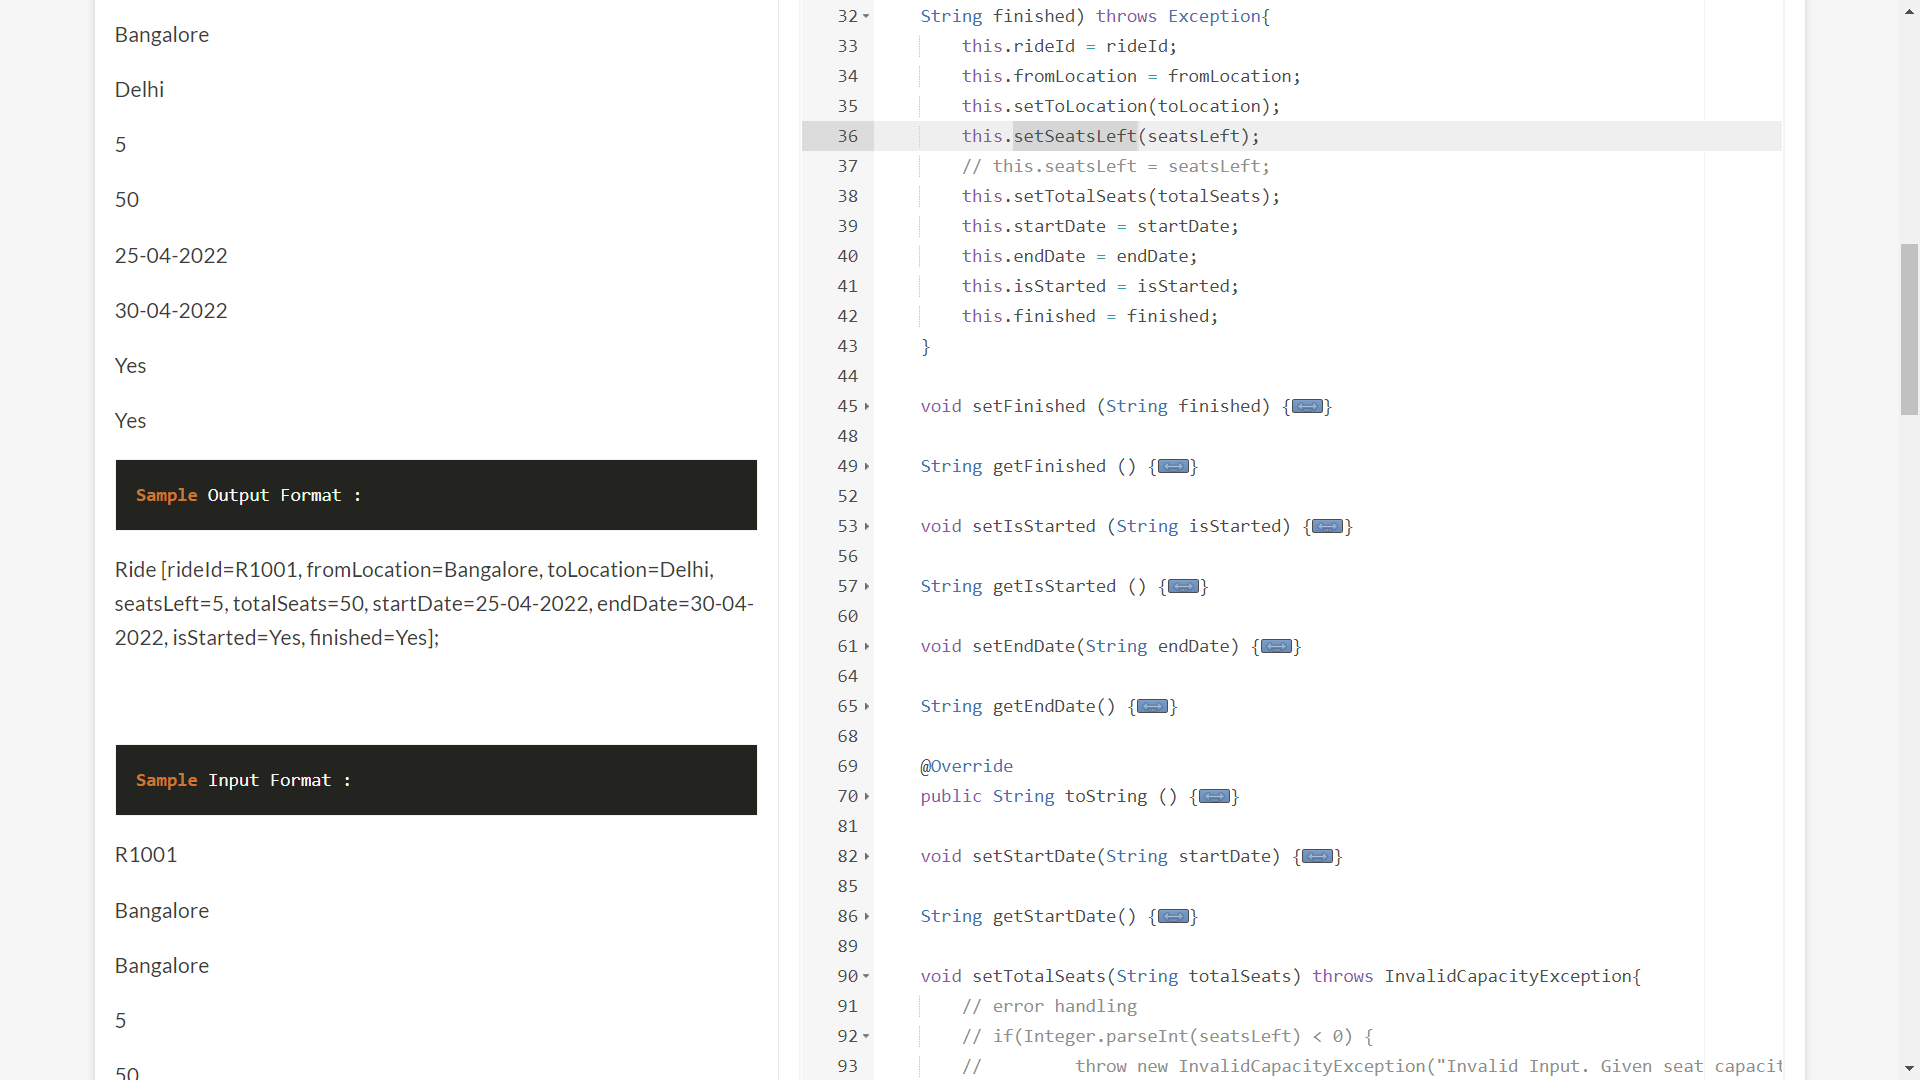 Bangalore
Delhi
5
50
25-04-2022
30-04-2022
Yes
Yes
Sample Output Format :
Ride [rideId=R1001, fromLocation=Bangalore, toLocation=Delhi,
seatsLeft=5, totalSeats=50, startDate=25-04-2022, endDate=30-04-
2022, isStarted=Yes, finished=Yes];
Sample Input Format :
R1001
Bangalore
Bangalore
5
50
32 String finished) throws Exception{
33 this.rideId = rideId;
34 this.fromLocation = fromLocation;
35 this.setToLocation(toLocation);
36 this.setSeatsLeft(seatsLeft);
37 // this.seatsLeft = seatsLeft;
38 this.setTotalSeats(totalSeats);
39 this.startDate = startDate;
40 this.endDate = endDate;
41 this.isStarted = isStarted;
42 this.finished = finished;
43 }
44
45 void setFinished (String finished) {}
48
49 String getFinished () {}
52
53 void setIsStarted (String isStarted) {}
56
57 String getIsStarted () {}
60
61 void setEndDate(String endDate) {}
64
65 String getEndDate() {}
68
69 @Override
70 public String toString () {}
81
82 void setStartDate(String startDate) {}
85
86 String getStartDate() {}
89
90 void setTotalSeats(String totalSeats) throws InvalidCapacityException{
91 // error handling
92 // if(Integer.parseInt(seatsLeft) < 0) {
93 // throw new InvalidCapacityException("Invalid Input. Given seat capacit